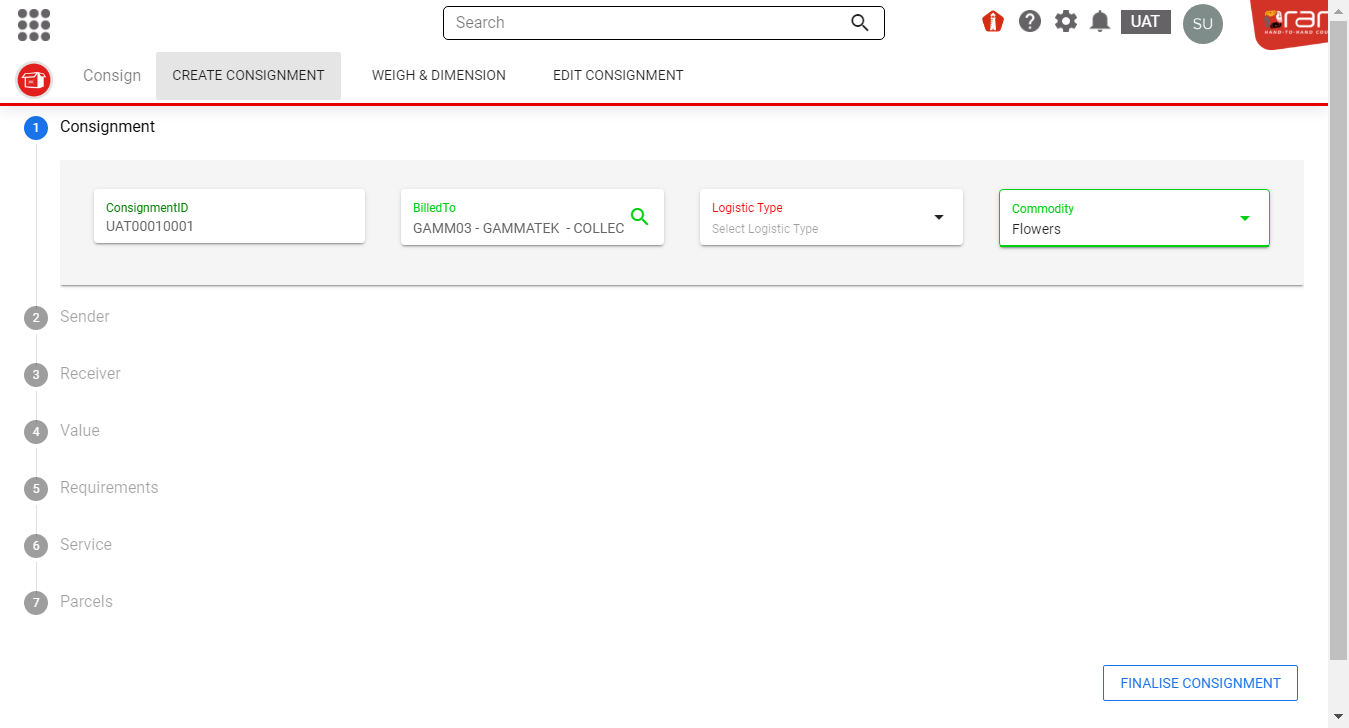 Search
UAT
SU
HAND-TO-HAND COU
Consign
CREATE CONSIGNMENT
WEIGH & DIMENSION
EDIT CONSIGNMENT
1 Consignment
ConsignmentID
UAT00010001
BilledTo
GAMM03 - GAMMATEK - COLLEC
Logistic Type
Select Logistic Type
Commodity
Flowers
2 Sender
3 Receiver
4 Value
5 Requirements
6 Service
7 Parcels
FINALISE CONSIGNMENT